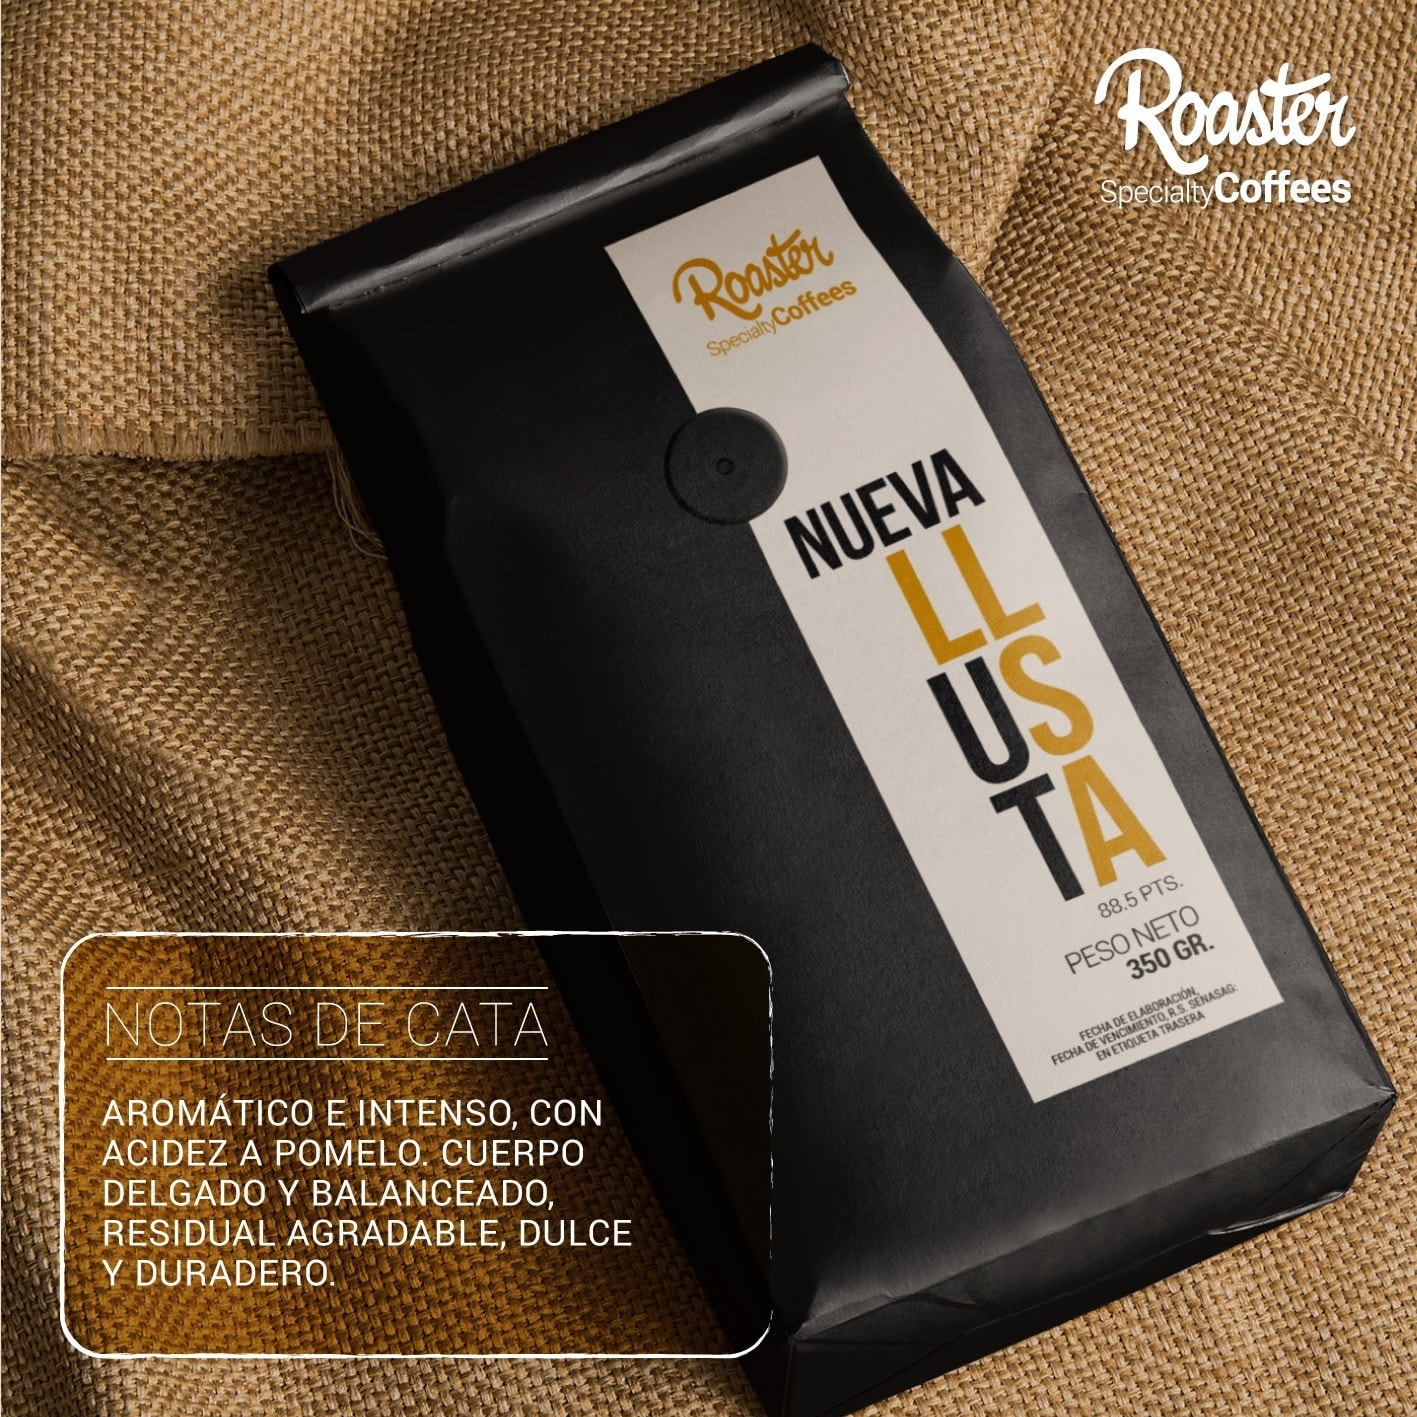 Roaster
SpecialtyCoffees
Roaster
SpecialtyCoffees
NUEVA
LL
US
TA
88.5 PTS.
PESO NETO
350 GR.
FECHA DE ELABORACIÓN,
FECHA DE VENCIMIENTO, R.S. SENASAG:
EN ETIQUETA TRASERA
NOTAS DE CATA
AROMÁTICO E INTENSO, CON
ACIDEZ A POMELO. CUERPO
DELGADO Y BALANCEADO,
RESIDUAL AGRADABLE, DULCE
Y DURADERO.